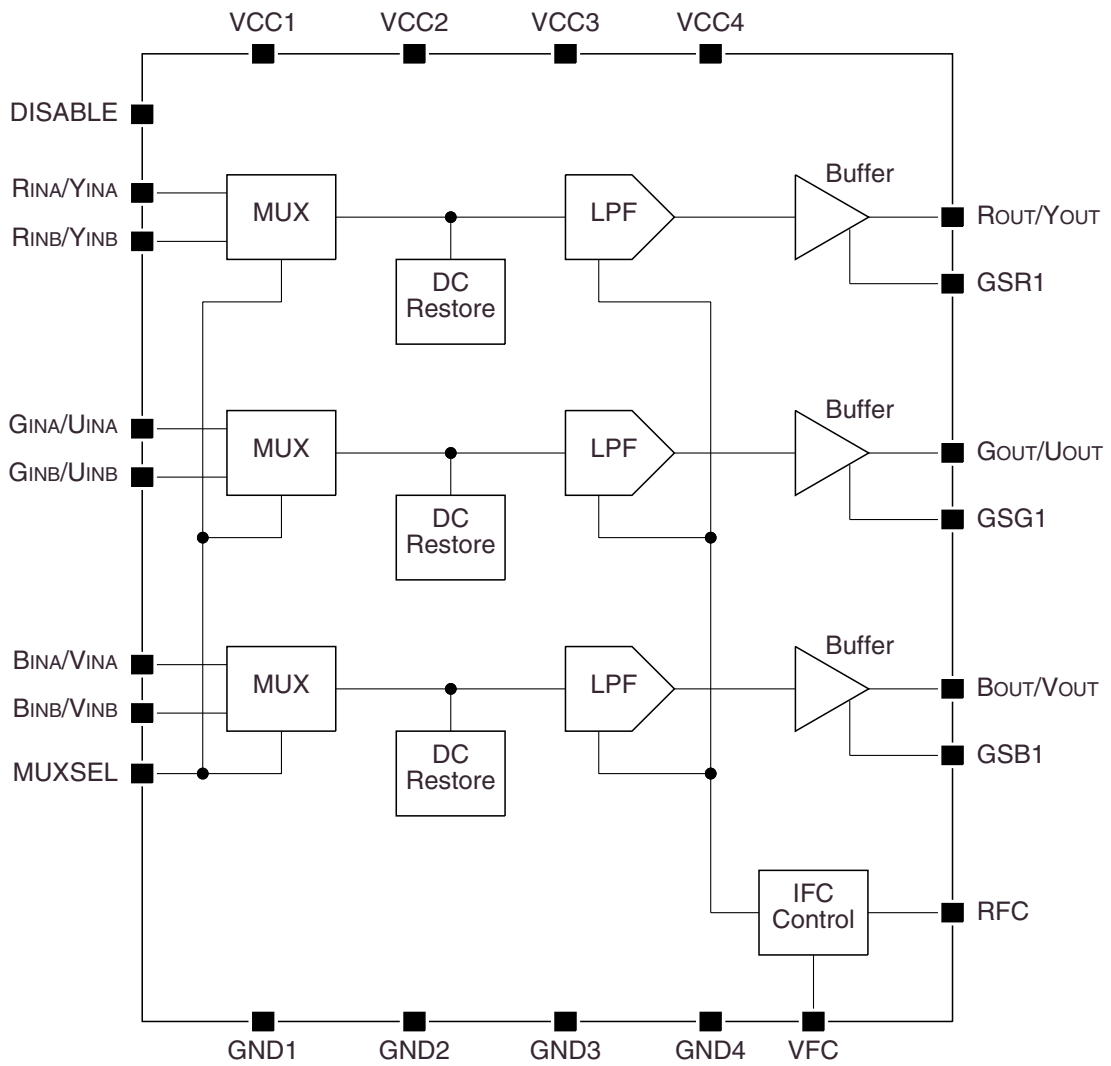 VCC1 VCC2 VCC3 VCC4
DISABLE
RINA/YINA
RINB/YINB
MUX
LPF
Buffer
ROUT/YOUT
DC
Restore
GSR1
GINA/UINA
GINB/UINB
MUX
LPF
Buffer
GOUT/UOUT
DC
Restore
GSG1
BINA/VINA
BINB/VINB
MUX
LPF
Buffer
BOUT/VOUT
MUXSEL
DC
Restore
GSB1
IFC
Control
RFC
GND1 GND2 GND3 GND4 VFC